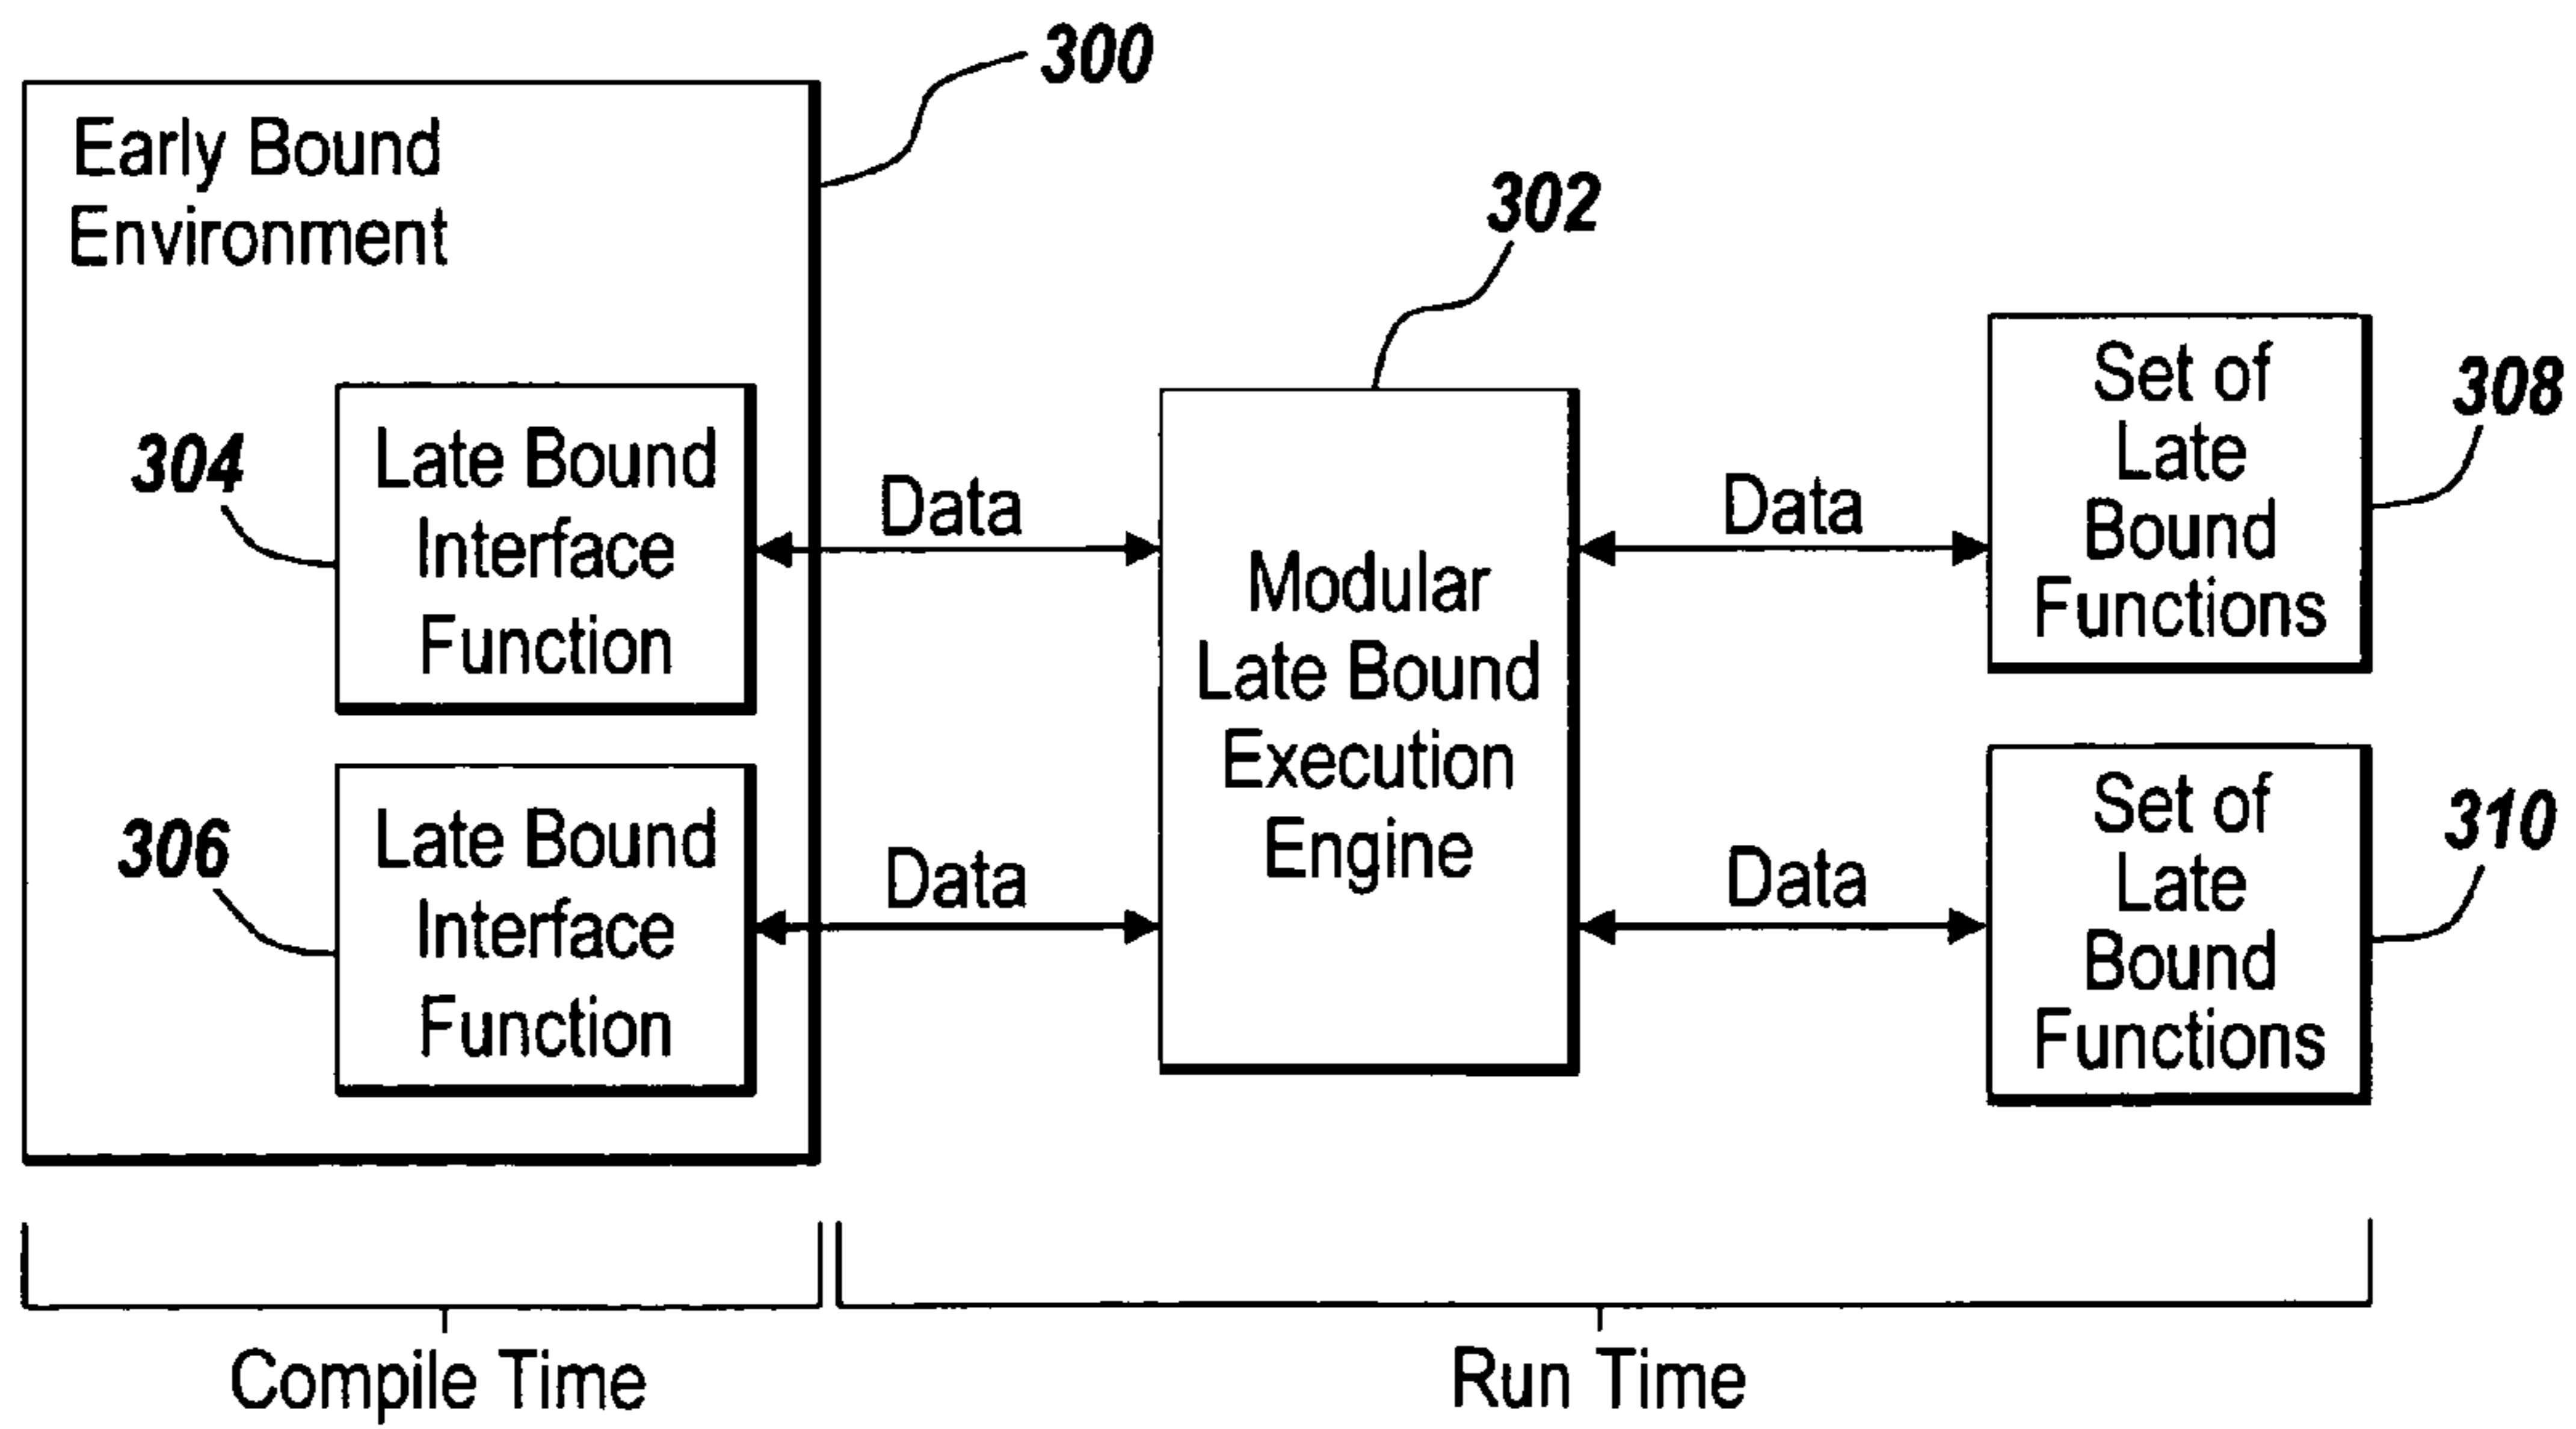 300
Early Bound
Environment
302
304
Late Bound
Interface
Function
Data
Modular
Late Bound
Execution
Engine
Data
Set of
Late
Bound
Functions
308
306
Late Bound
Interface
Function
Data
Data
Set of
Late
Bound
Functions
310
Compile Time
Run Time